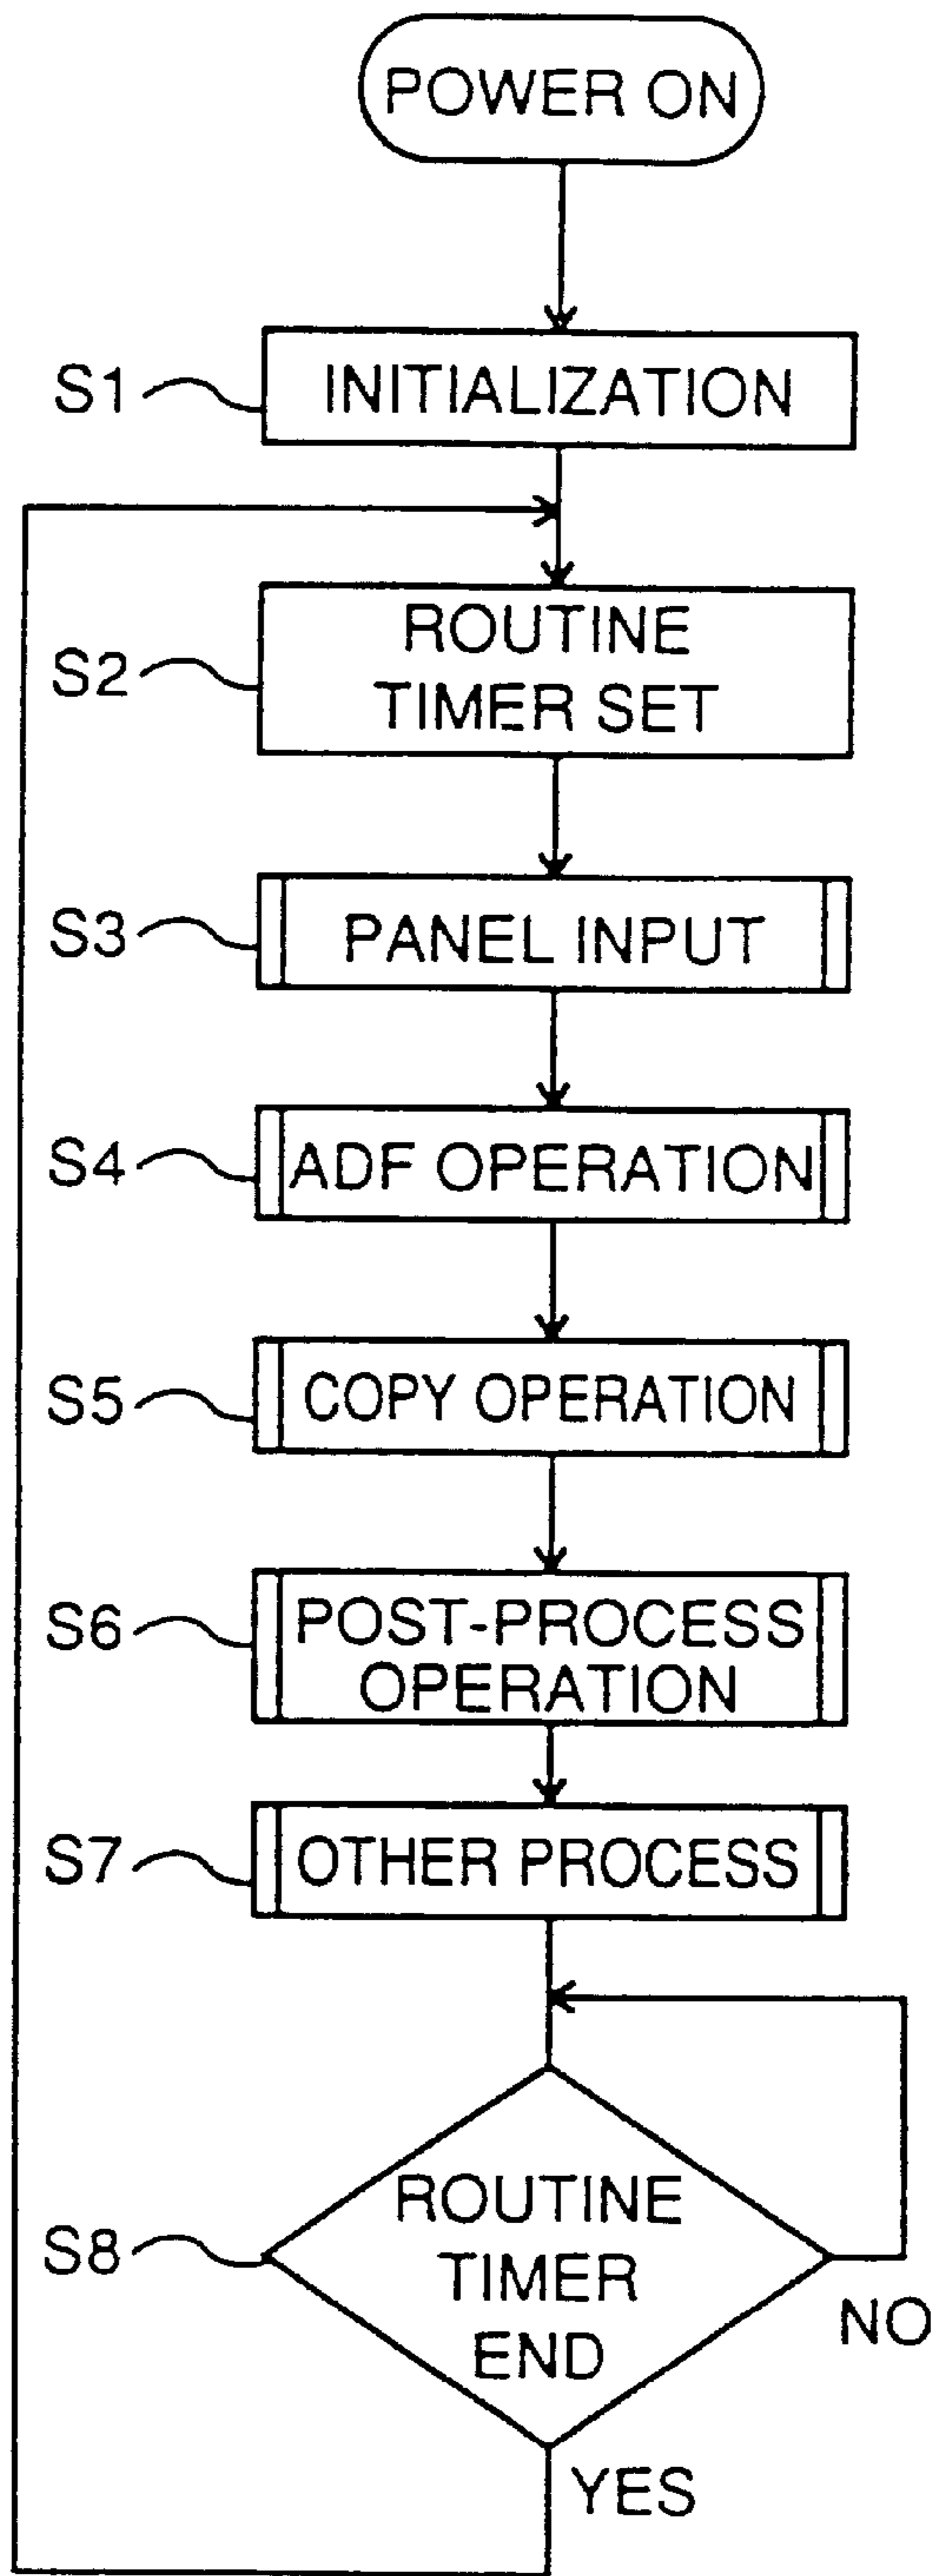 POWER ON
S1
INITIALIZATION
S2
ROUTINE
TIMER SET
S3
PANEL INPUT
S4
ADF OPERATION
S5
COPY OPERATION
S6
POST-PROCESS
OPERATION
S7
OTHER PROCESS
S8
ROUTINE
TIMER
END
NO
YES